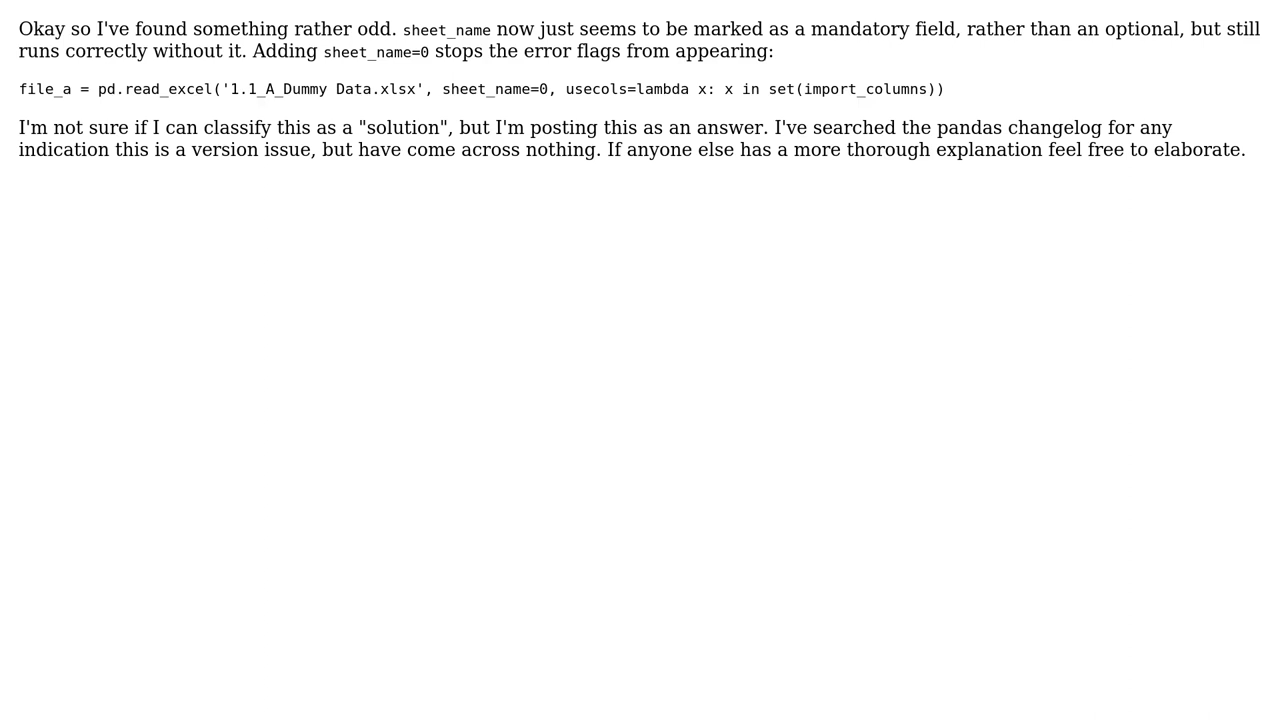 Okay so I've found something rather odd. sheet_name now just seems to be marked as a mandatory field, rather than an optional, but still
runs correctly without it. Adding sheet_name=0 stops the error flags from appearing:
file_a = pd.read_excel('1.1_A_Dummy Data.xlsx', sheet_name=0, usecols=lambda x: x in set(import_columns))
I'm not sure if I can classify this as a "solution", but I'm posting this as an answer. I've searched the pandas changelog for any
indication this is a version issue, but have come across nothing. If anyone else has a more thorough explanation feel free to elaborate.